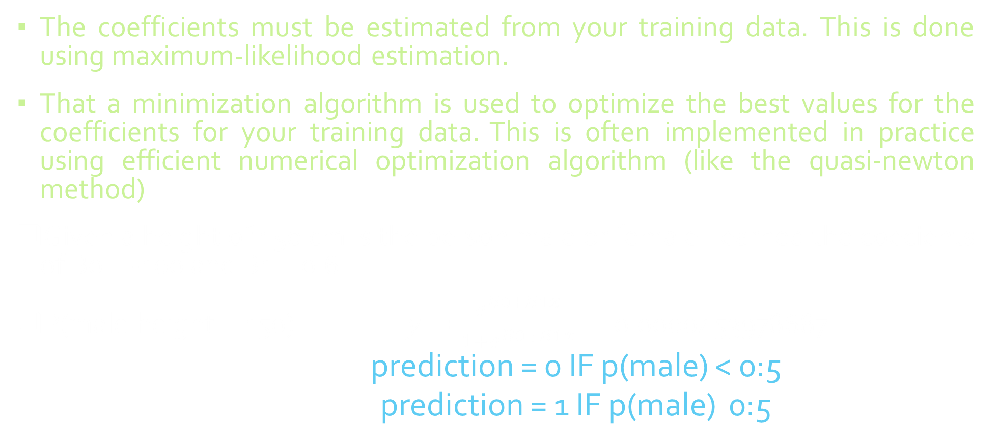 ▪ The coefficients must be estimated from your training data. This is done
using maximum-likelihood estimation.
▪ That a minimization algorithm is used to optimize the best values for the
coefficients for your training data. This is often implemented in practice
using efficient numerical optimization algorithm (like the quasi-newton
method)
prediction = 0 IF p(male) < 0:5
prediction = 1 IF p(male) 0:5